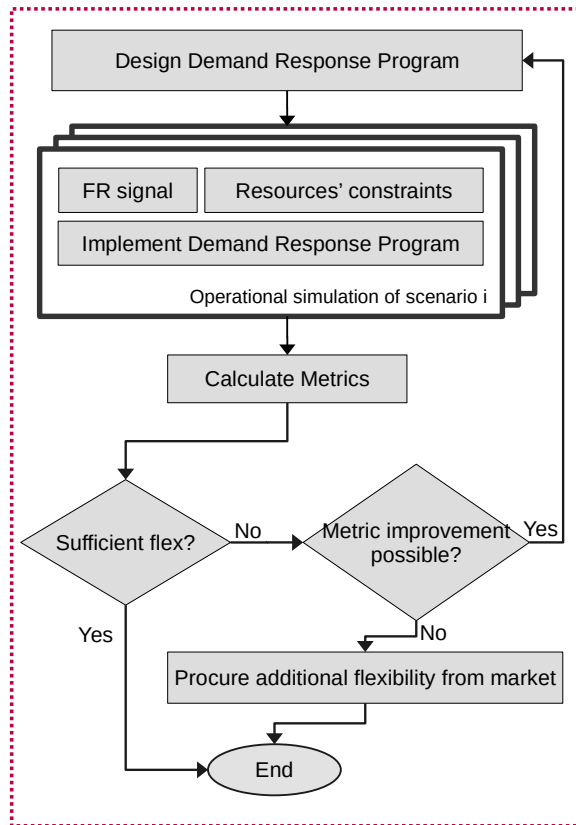 Design Demand Response Program
FR signal
Resources’ constraints
Implement Demand Response Program
Operational simulation of scenario i
Calculate Metrics
Sufficient flex?
No
Metric improvement
possible?
Yes
Yes
No
Procure additional flexibility from market
End